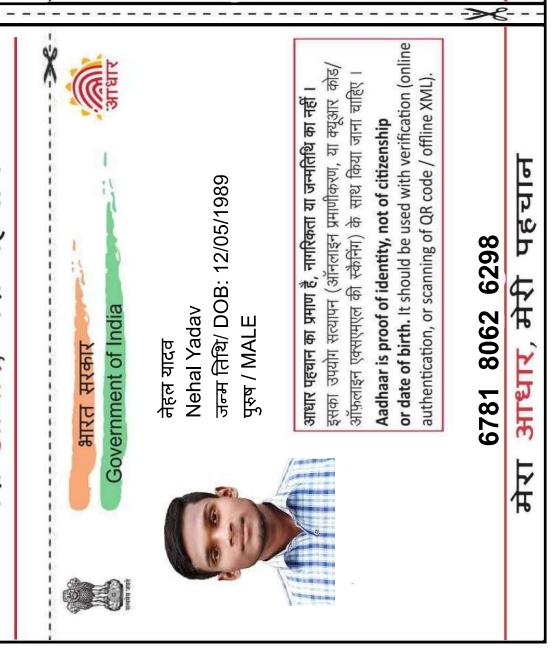 भारत सरकार
Government of India
आधार
नेहल यादव
Nehal Yadav
जन्म तिथि/ DOB: 12/05/1989
पुरुष / MALE
आधार पहचान का प्रमाण है, नागरिकता या जन्मतिथि का नहीं ।
इसका उपयोग सत्यापन (ऑनलाइन प्रमाणीकरण, या क्यूआर कोड/
ऑफ़लाइन एक्सएमएल की स्कैनिंग) के साथ किया जाना चाहिए ।
Aadhaar is proof of identity, not of citizenship
or date of birth. It should be used with verification (online
authentication, or scanning of QR code / offline XML).
6781 8062 6298
मेरा आधार, मेरी पहचान